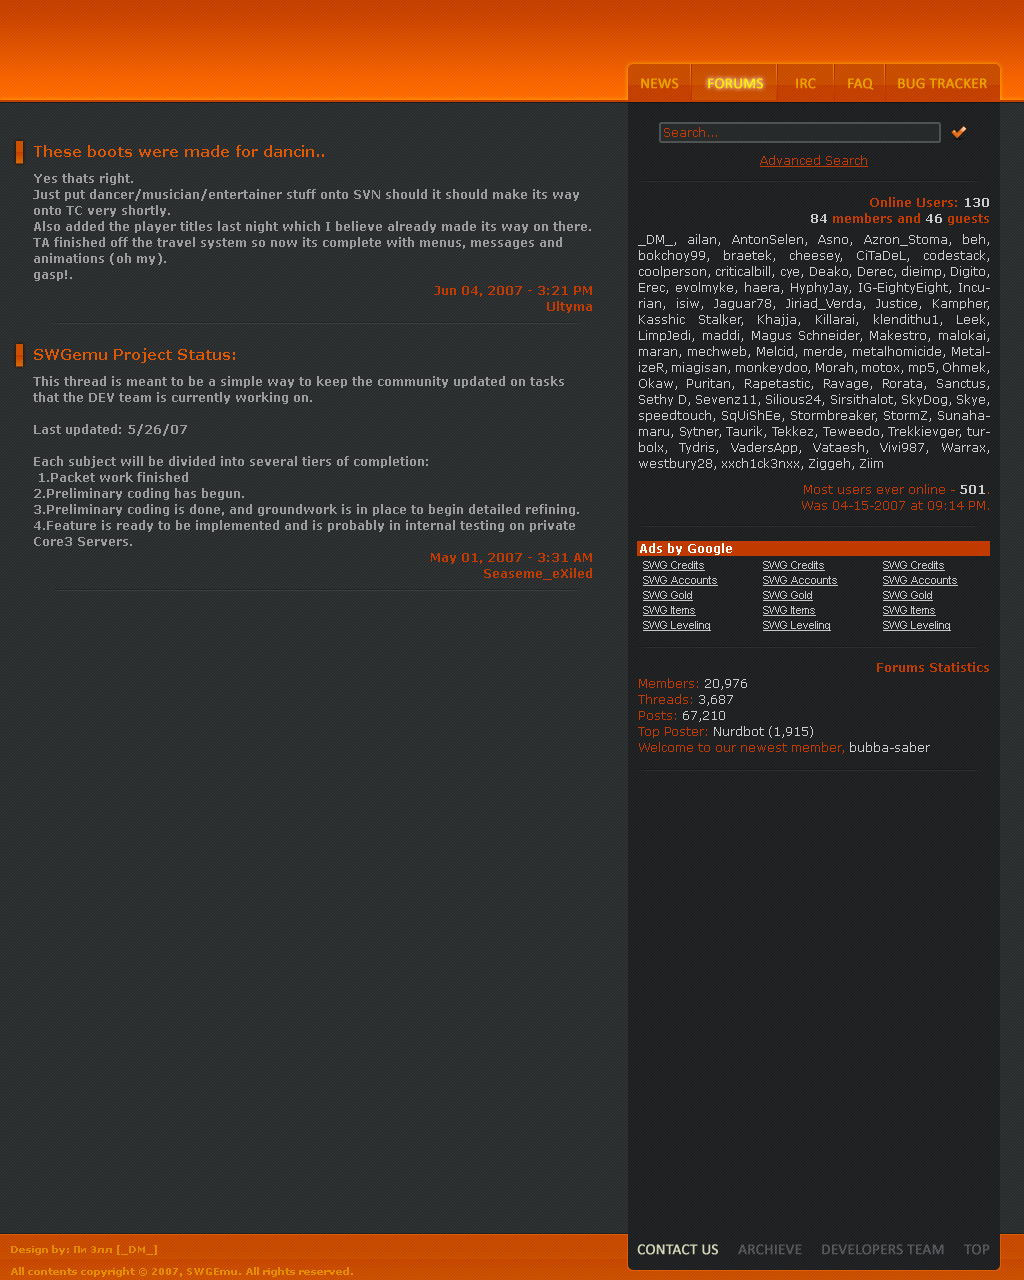 NEWS FORUMS IRC FAQ BUG TRACKER
Search...
Advanced Search
These boots were made for dancin..
Yes thats right.
Just put dancer/musician/entertainer stuff onto SVN should it should make its way
onto TC very shortly.
Also added the player titles last night which I believe already made its way on there.
TA finished off the travel system so now its complete with menus, messages and
animations (oh my).
gasp!.
Jun 04, 2007 - 3:21 PM
Ultyma
SWGemu Project Status:
This thread is meant to be a simple way to keep the community updated on tasks
that the DEV team is currently working on.
Last updated: 5/26/07
Each subject will be divided into several tiers of completion:
1.Packet work finished
2.Preliminary coding has begun.
3.Preliminary coding is done, and groundwork is in place to begin detailed refining.
4.Feature is ready to be implemented and is probably in internal testing on private
Core3 Servers.
May 01, 2007 - 3:31 AM
Seaseme_eXiled
Online Users: 130
84 members and 46 guests
_DM_, ailan, AntonSelen, Asno, Azron_Stoma, beh,
bokchoy99, braetek, cheesey, CiTaDeL, codestack,
coolperson, criticalbill, cye, Deako, Derec, dieimp, Digito,
Erec, evolmyke, haera, HyphyJay, IG-EightyEight, Incu-
rian, isiw, Jaguar78, Jiriad_Verda, Justice, Kampher,
Kasshic Stalker, Khajja, Killarai, klendithu1, Leek,
LimpJedi, maddi, Magus Schneider, Makestro, malokai,
maran, mechweb, Melcid, merde, metalhomicide, Metal-
izeR, miagisan, monkeydoo, Morah, motox, mp5, Ohmek,
Okaw, Puritan, Rapetastic, Ravage, Rorata, Sanctus,
Sethy D, Sevenz11, Silious24, Sirsithalot, SkyDog, Skye,
speedtouch, SqUiShEe, Stormbreaker, StormZ, Sunaha-
maru, Sytner, Taurik, Tekkez, Teweedo, Trekkievger, tur-
bolx, Tydris, VadersApp, Vataesh, Vivi987, Warrax,
westbury28, xxch1ck3nxx, Ziggeh, Ziim
Most users ever online - 501.
Was 04-15-2007 at 09:14 PM.
Ads by Google
SWG Credits SWG Credits SWG Credits
SWG Accounts SWG Accounts SWG Accounts
SWG Gold SWG Gold SWG Gold
SWG Items SWG Items SWG Items
SWG Leveling SWG Leveling SWG Leveling
Forums Statistics
Members: 20,976
Threads: 3,687
Posts: 67,210
Top Poster: Nurdbot (1,915)
Welcome to our newest member, bubba-saber
CONTACT US ARCHIEVE DEVELOPERS TEAM TOP
Design by: Пи Элл [_DM_]
All contents copyright © 2007, SWGEmu. All rights reserved.